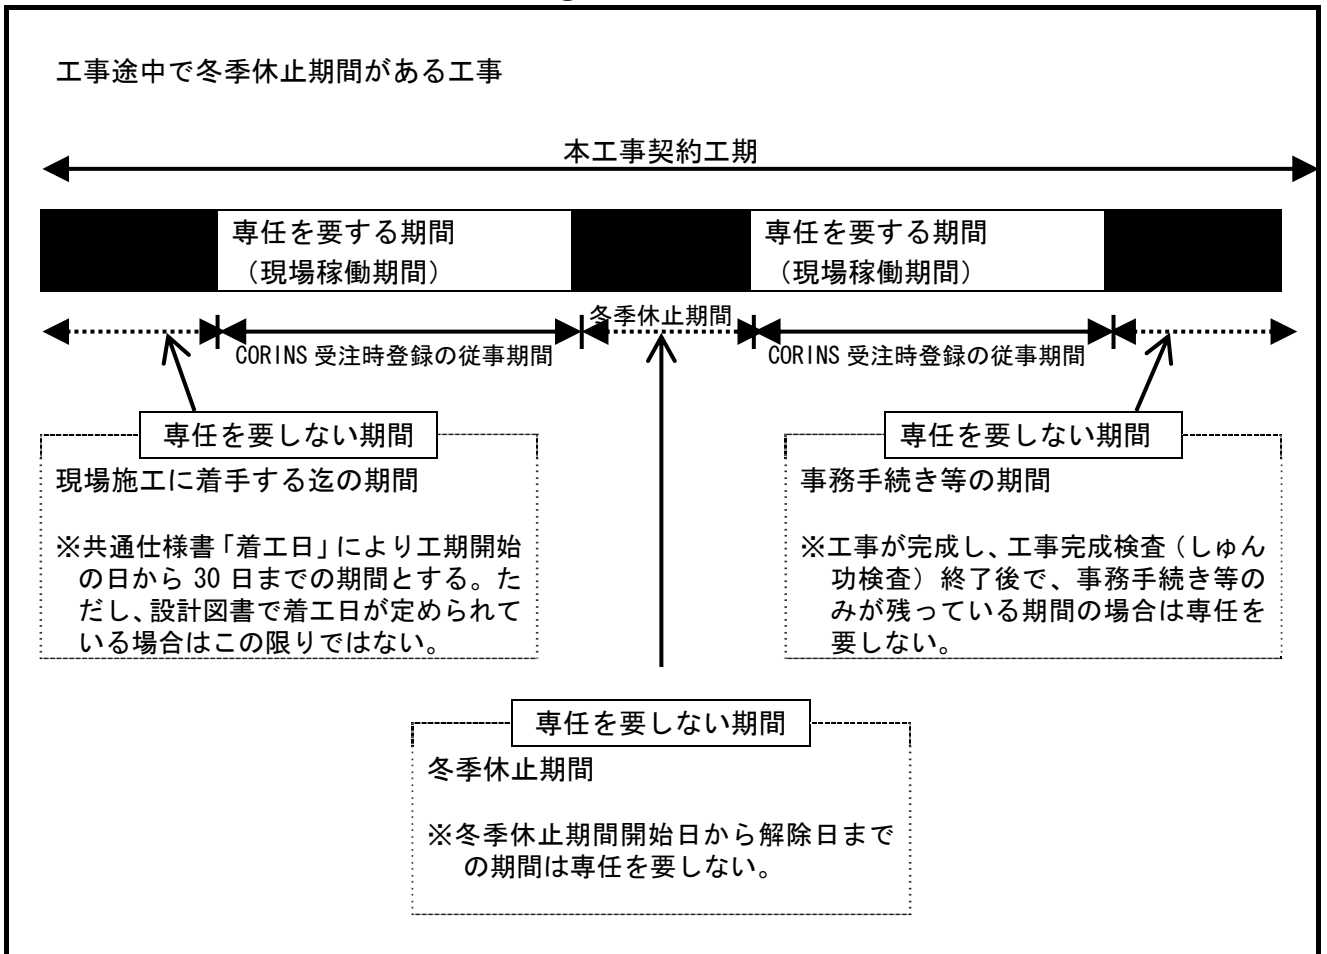 工事途中で冬季休止期間がある工事
本工事契約工期
専任を要する期間
（現場稼働期間）
専任を要する期間
（現場稼働期間）
冬季休止期間
CORINS 受注時登録の従事期間
CORINS 受注時登録の従事期間
専任を要しない期間
現場施工に着手する迄の期間
※共通仕様書「着工日」により工期開始
の日から 30 日までの期間とする。た
だし、設計図書で着工日が定められて
いる場合はこの限りではない。
専任を要しない期間
事務手続き等の期間
※工事が完成し、工事完成検査（しゅん
功検査）終了後で、事務手続き等の
みが残っている期間の場合は専任を
要しない。
専任を要しない期間
冬季休止期間
※冬季休止期間開始日から解除日まで
の期間は専任を要しない。